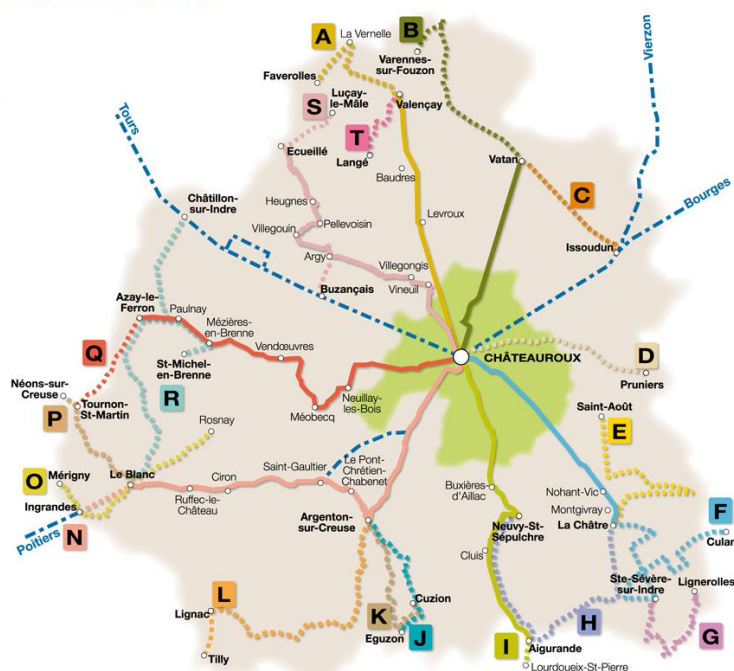 A
La Vernelle
B
Varennes-
sur-Fouzon
Faverolles
Vierzon
S
Luçay-
le-Mâle
Valençay
Tours
T
Ecueillé
Langé
Vatan
Baudres
C
Châtillon-
sur-Indre
Heugnes
Pellevoisin
Levroux
Bourges
Villegouin
Argy
Issoudun
Villegongis
Buzançais
Vineuil
Azay-le-
Ferron
Paulnay
Mézières-
en-Brenne
Q
Vendœuvres
CHÂTEAUROUX
D
St-Michel-
en-Brenne
Pruniers
Néons-sur-
Creuse
P
Tournon-
St-Martin
R
Méobecq
Neuillay-
les-Bois
Saint-Août
Rosnay
E
O
Mérigny
Le Blanc
Ciron
Saint-Gaultier
Le Pont-
Chrétien-
Chabenet
Buxières-
d'Aillac
Nohant-Vic
Ingrandes
Ruffec-le-
Château
Montgivray
Poitiers
N
Argenton-
sur-Creuse
Neuvy-St-
Sépulchre
La Châtre
F
Culan
Cluis
Ste-Sévère-
sur-Indre
Lignerolles
L
Lignac
K
Cuzion
H
Eguzon
J
I
G
Aigurande
Tilly
Lourdoueix-St-Pierre